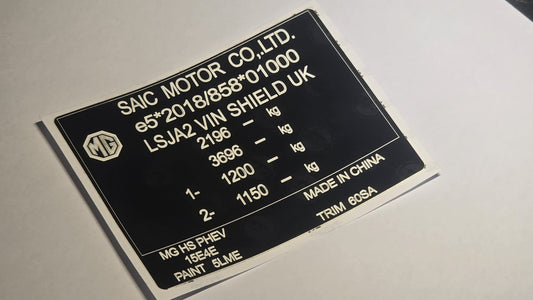 SAIC MOTOR CO.,LTD.
e5*2018/858*01000
LSJA2 VIN SHIELD UK
MG
2196 – kg
3696 – kg
1- 1200 – kg
2- 1150 – kg
MG HS PHEV MADE IN CHINA
15E4E
PAINT 5LME TRIM 60SA